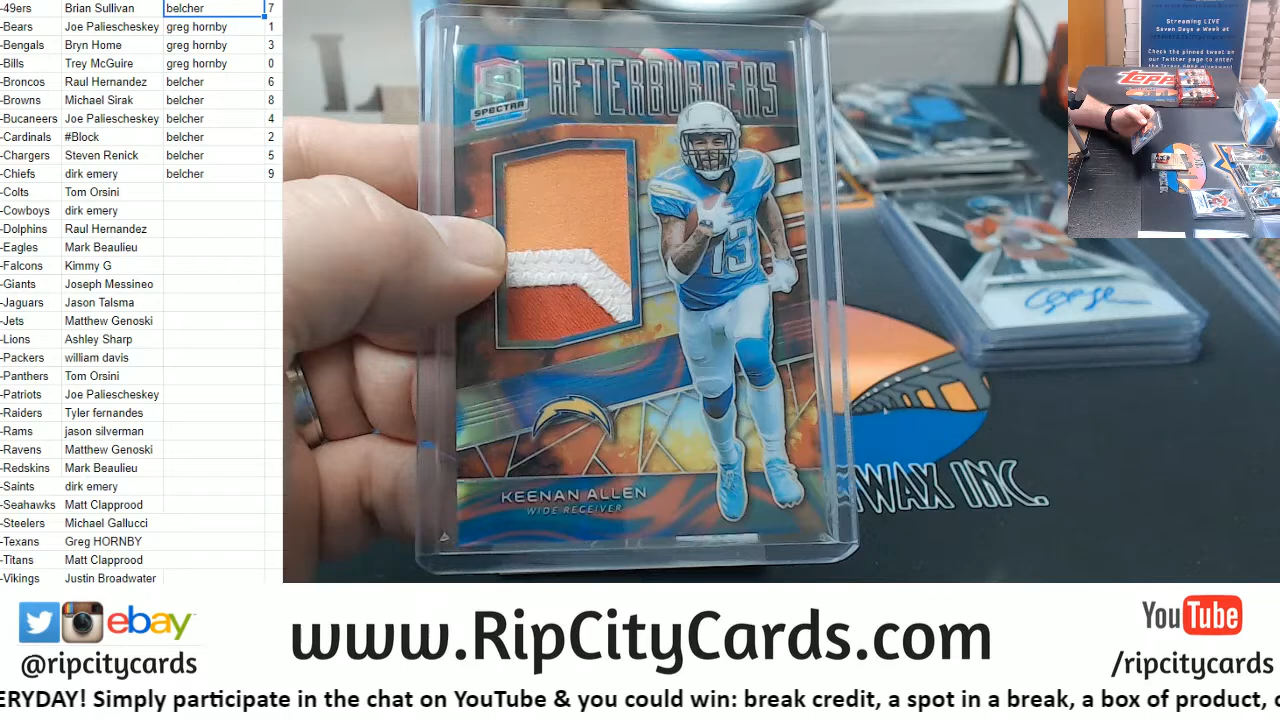 -49ers Brian Sullivan belcher 7
-Bears Joe Paliescheskey greg hornby 1
-Bengals Bryn Home greg hornby 3
-Bills Trey McGuire greg hornby 0
-Broncos Raul Hernandez belcher 6
-Browns Michael Sirak belcher 8
-Bucaneers Joe Paliescheskey belcher 4
-Cardinals #Block belcher 2
-Chargers Steven Renick belcher 5
-Chiefs dirk emery belcher 9
-Colts Tom Orsini
-Cowboys dirk emery
-Dolphins Raul Hernandez
-Eagles Mark Beaulieu
-Falcons Kimmy G
-Giants Joseph Messineo
-Jaguars Jason Talsma
-Jets Matthew Genoski
-Lions Ashley Sharp
-Packers william davis
-Panthers Tom Orsini
-Patriots Joe Paliescheskey
-Raiders Tyler fernandes
-Rams jason silverman
-Ravens Matthew Genoski
-Redskins Mark Beaulieu
-Saints dirk emery
-Seahawks Matt Clapprood
-Steelers Michael Gallucci
-Texans Greg HORNBY
-Titans Matt Clapprood
-Vikings Justin Broadwater
SPECTRA
AFTERBURNERS
13
KEENAN ALLEN
WIDE RECEIVER
WAX INC.
Streaming LIVE
Seven Days a Week at
Check the pinned tweet on
our Twitter page to enter
Topps
ebay
@ripcitycards
www.RipCityCards.com
YouTube
/ripcitycards
ERYDAY! Simply participate in the chat on YouTube & you could win: break credit, a spot in a break, a box of product,